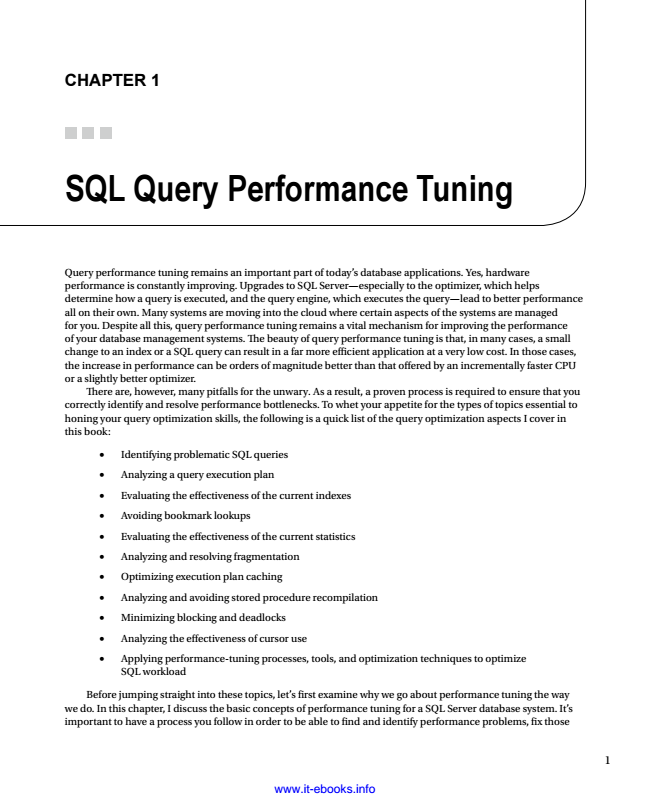 CHAPTER 1
SQL Query Performance Tuning
Query performance tuning remains an important part of today's database applications. Yes, hardware
performance is constantly improving. Upgrades to SQL Server—especially to the optimizer, which helps
determine how a query is executed, and the query engine, which executes the query—lead to better performance
all on their own. Many systems are moving into the cloud where certain aspects of the systems are managed
for you. Despite all this, query performance tuning remains a vital mechanism for improving the performance
of your database management systems. The beauty of query performance tuning is that, in many cases, a small
change to an index or a SQL query can result in a far more efficient application at a very low cost. In those cases,
the increase in performance can be orders of magnitude better than that offered by an incrementally faster CPU
or a slightly better optimizer.
There are, however, many pitfalls for the unwary. As a result, a proven process is required to ensure that you
correctly identify and resolve performance bottlenecks. To whet your appetite for the types of topics essential to
honing your query optimization skills, the following is a quick list of the query optimization aspects I cover in
this book:
• Identifying problematic SQL queries
• Analyzing a query execution plan
• Evaluating the effectiveness of the current indexes
• Avoiding bookmark lookups
• Evaluating the effectiveness of the current statistics
• Analyzing and resolving fragmentation
• Optimizing execution plan caching
• Analyzing and avoiding stored procedure recompilation
• Minimizing blocking and deadlocks
• Analyzing the effectiveness of cursor use
• Applying performance-tuning processes, tools, and optimization techniques to optimize
SQL workload
Before jumping straight into these topics, let's first examine why we go about performance tuning the way
we do. In this chapter, I discuss the basic concepts of performance tuning for a SQL Server database system. It's
important to have a process you follow in order to be able to find and identify performance problems, fix those
1
www.it-ebooks.info